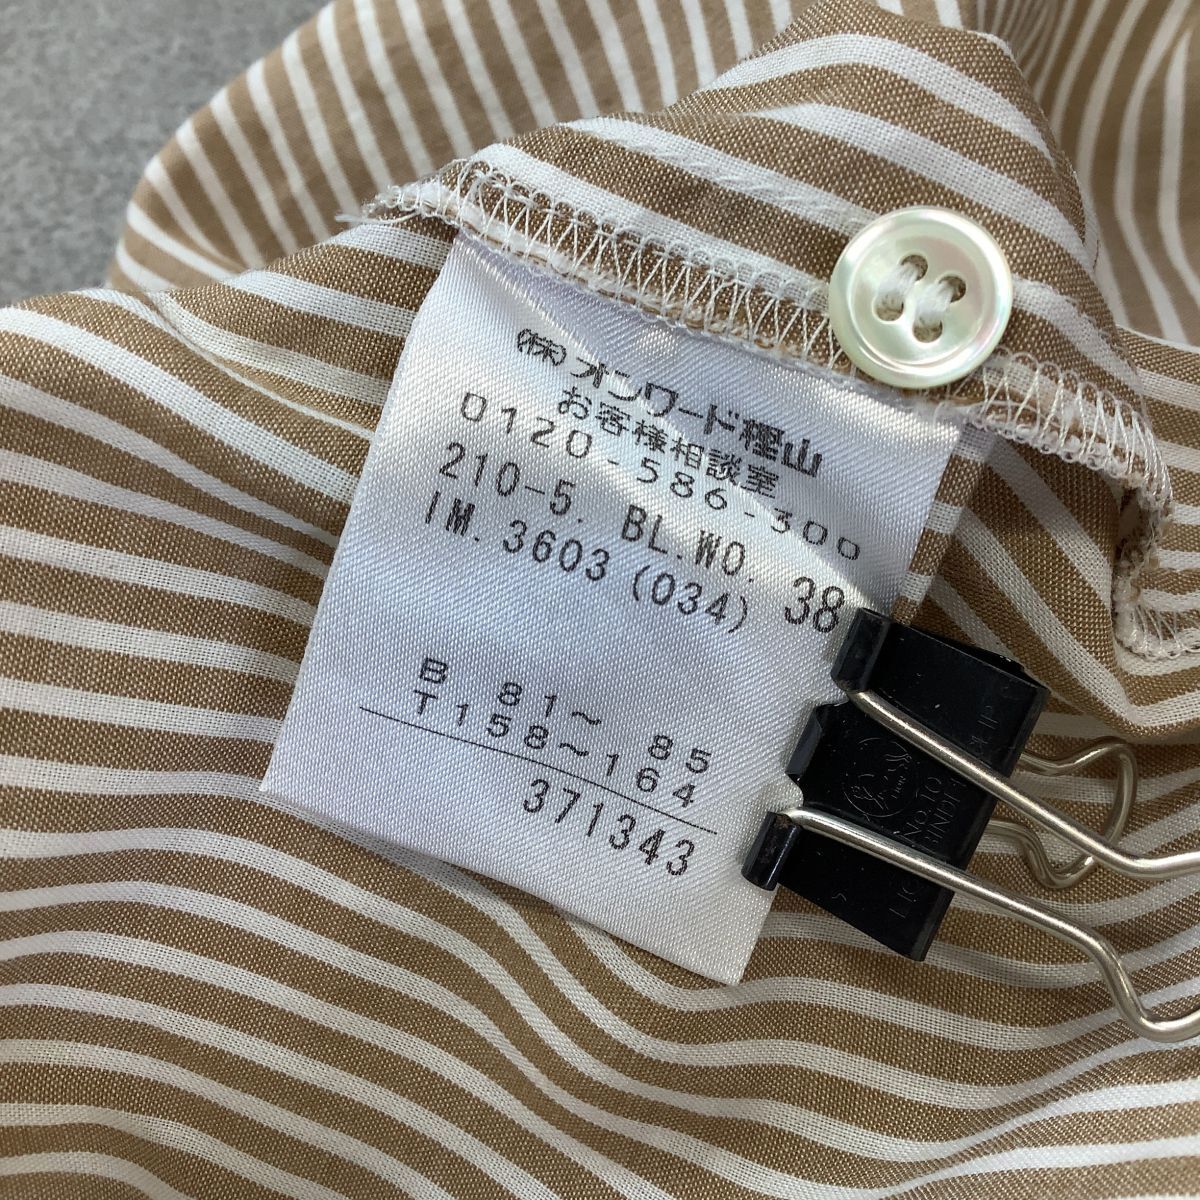 (株)オンワード樫山
お客様相談室
0120-586-300
210-5. BL.WO. 38
IM.3603(034)
B 81～ 85
T158～164
371343